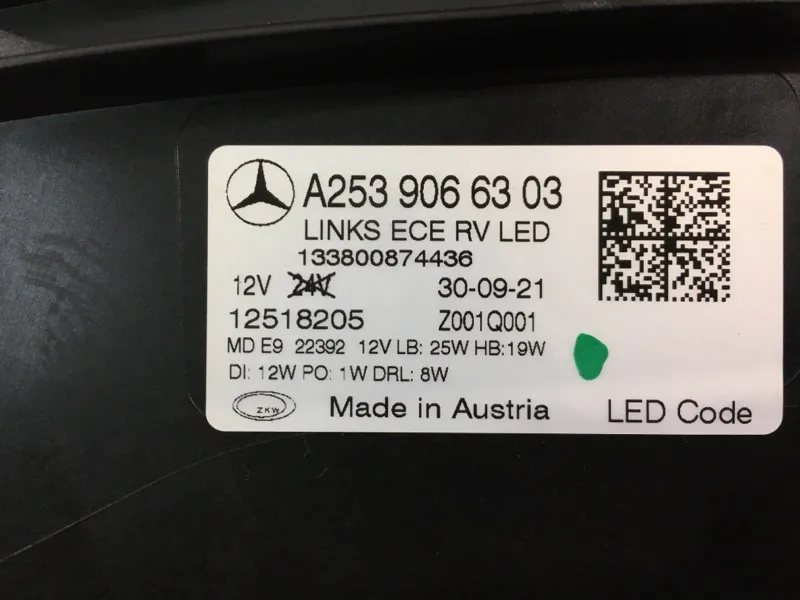 A253 906 63 03
LINKS ECE RV LED
133800874436
12V 24V 30-09-21
12518205 Z001Q001
MD E9 22392 12V LB: 25W HB:19W
DI: 12W PO: 1W DRL: 8W
ZKW Made in Austria LED Code